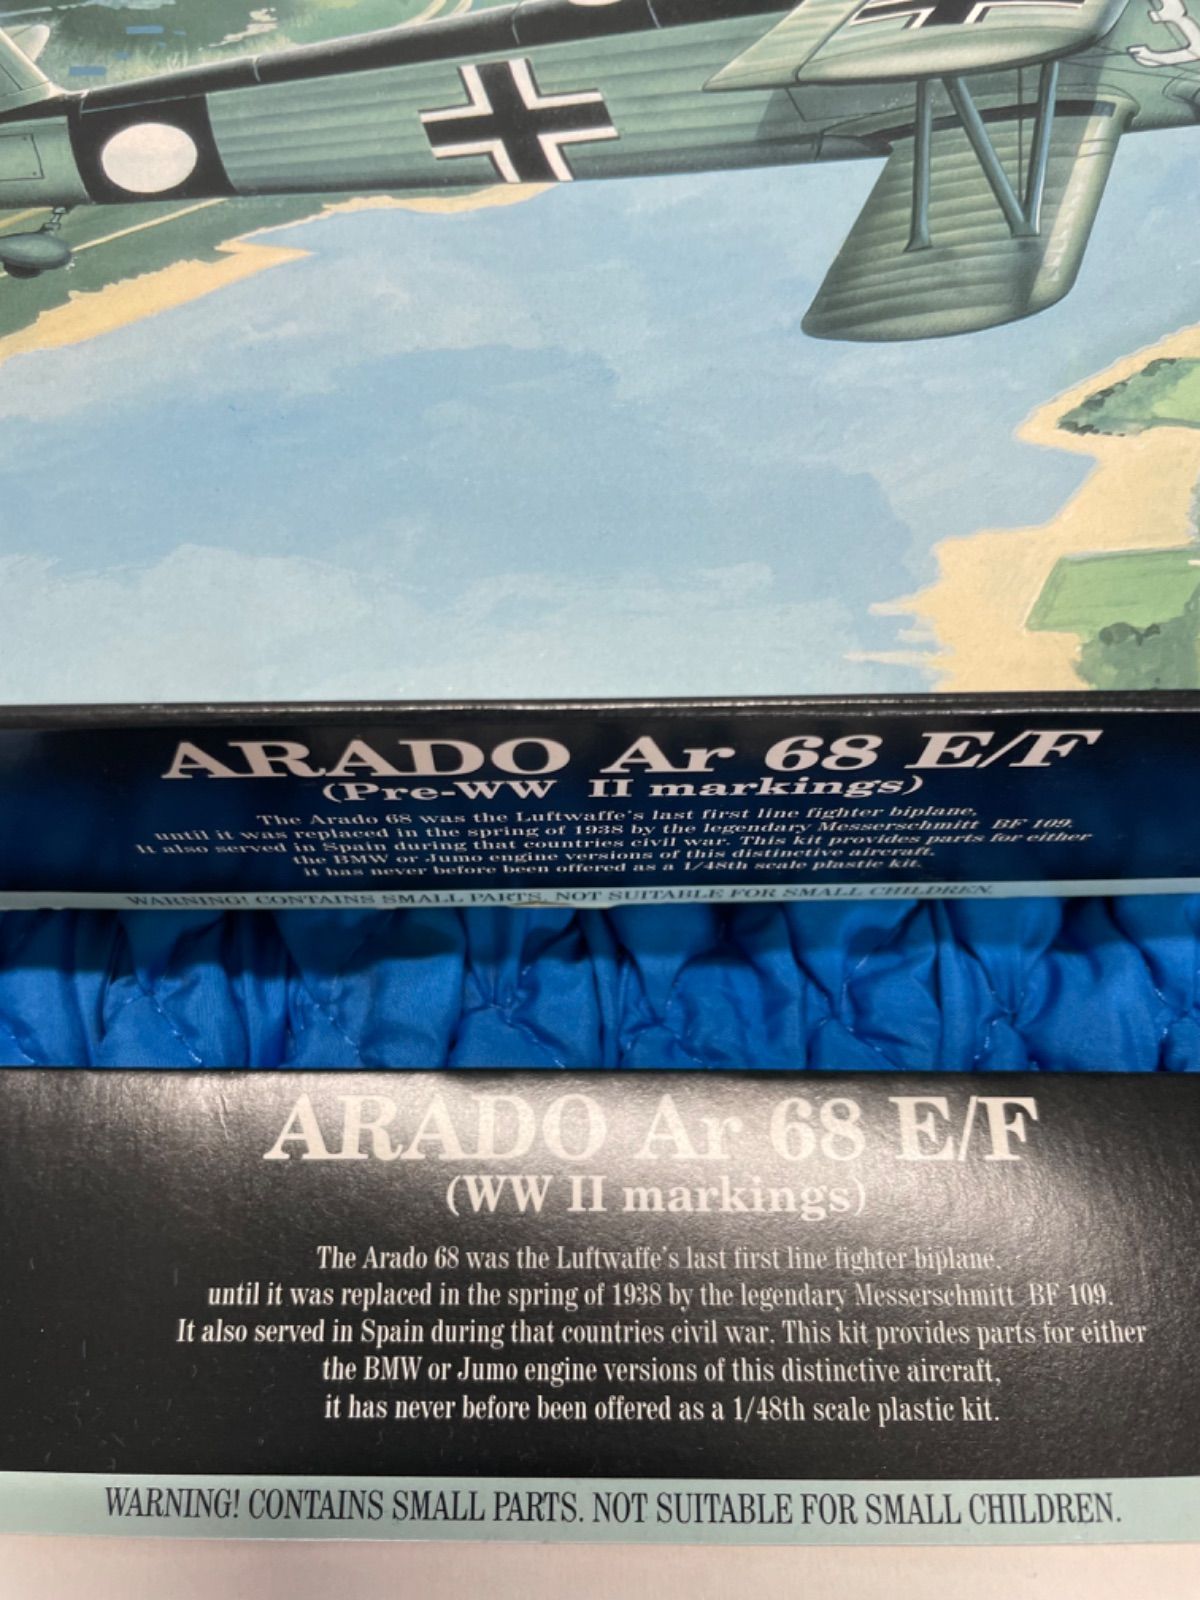 3
ARADO Ar 68 E/F
(Pre-WW II markings)
The Arado 68 was the Luftwaffe's last first line fighter biplane,
until it was replaced in the spring of 1938 by the legendary Messerschmitt BF 109.
It also served in Spain during that countries civil war. This kit provides parts for either
the BMW or Jumo engine versions of this distinctive aircraft.
it has never before been offered as a 1/48th scale plastic kit.
WARNING! CONTAINS SMALL PARTS. NOT SUITABLE FOR SMALL CHILDREN.
ARADO Ar 68 E/F
(WW II markings)
The Arado 68 was the Luftwaffe's last first line fighter biplane.
until it was replaced in the spring of 1938 by the legendary Messerschmitt BF 109.
It also served in Spain during that countries civil war. This kit provides parts for either
the BMW or Jumo engine versions of this distinctive aircraft,
it has never before been offered as a 1/48th scale plastic kit.
WARNING! CONTAINS SMALL PARTS. NOT SUITABLE FOR SMALL CHILDREN.